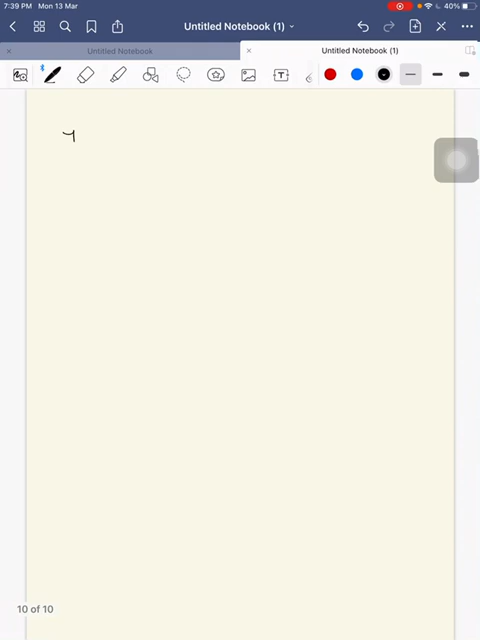 7:39 PM Mon 13 Mar 40%
Untitled Notebook (1)
Untitled Notebook
Untitled Notebook (1)
10 of 10